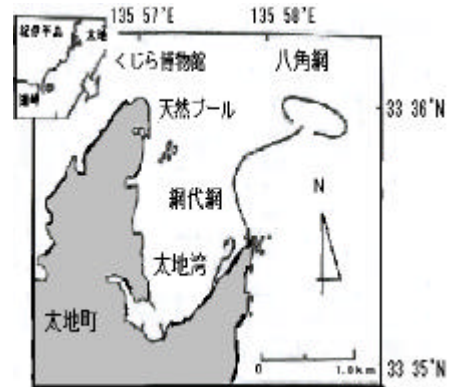 135 57'E
135 58'E
紀伊半島
太地
くじら博物館
八角網
天然プール
33 36'N
N
網代網
太地湾
太地町
0
1.0km
33 35'N